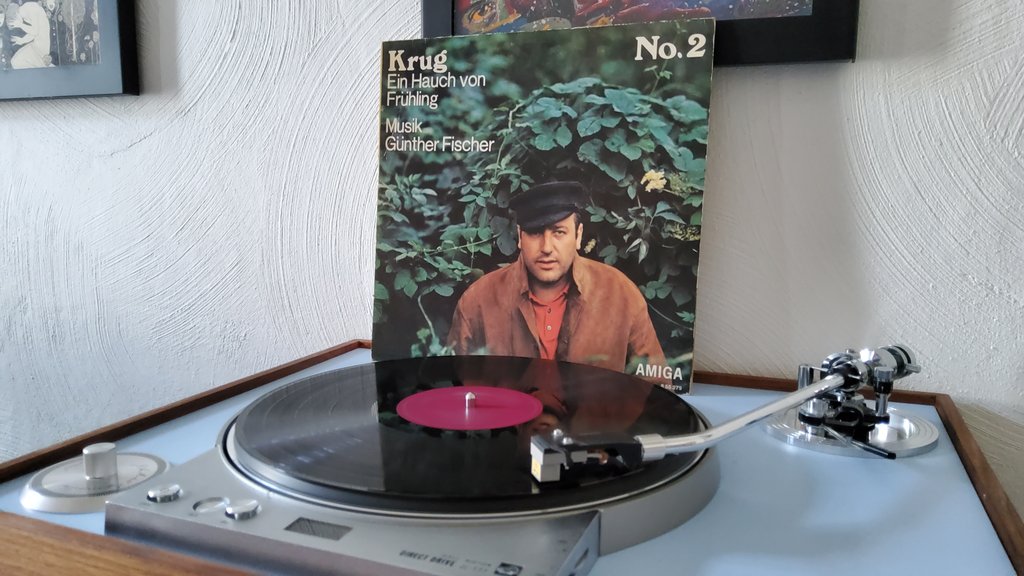 Krug
Ein Hauch von
Frühling
Musik
Günther Fischer
No. 2
AMIGA
DIRECT DRIVE